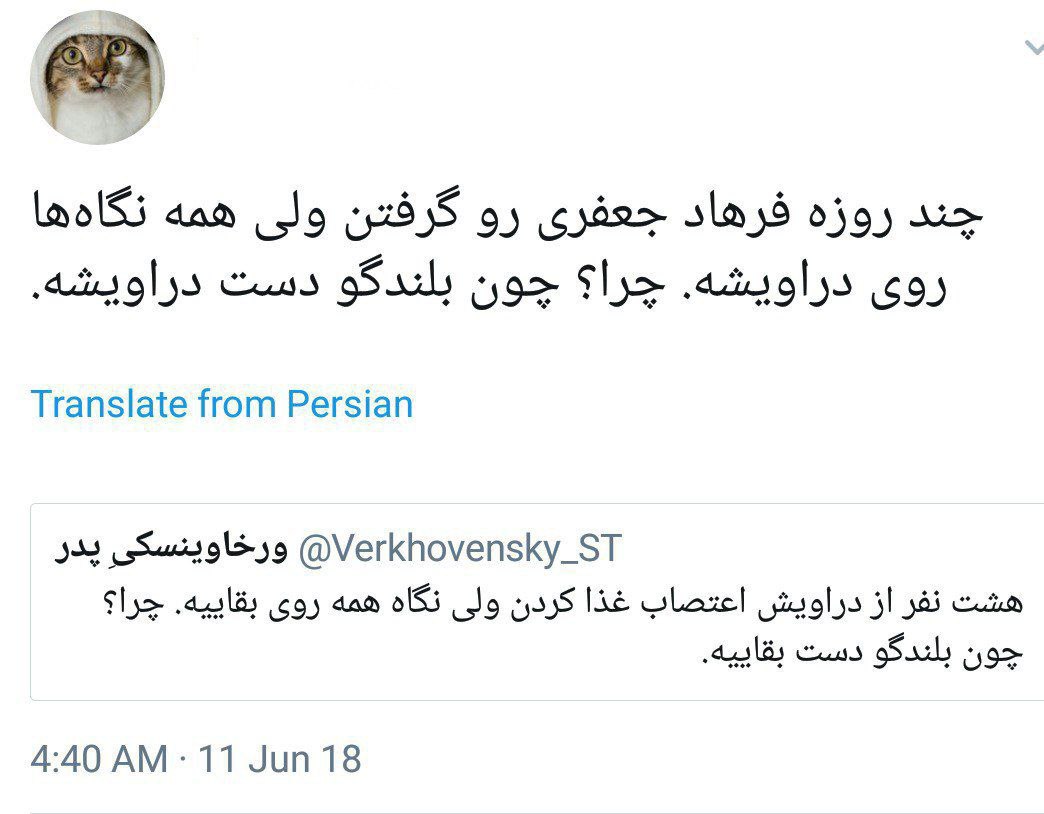 چند روزه فرهاد جعفری رو گرفتن ولی همه نگاه‌ها
روی دراویشه. چرا؟ چون بلندگو دست دراویشه.
Translate from Persian
ورخاوینسکیِ پدر @Verkhovensky_ST
هشت نفر از دراویش اعتصاب غذا کردن ولی نگاه همه روی بقاییه. چرا؟
چون بلندگو دست بقاییه.
4:40 AM · 11 Jun 18